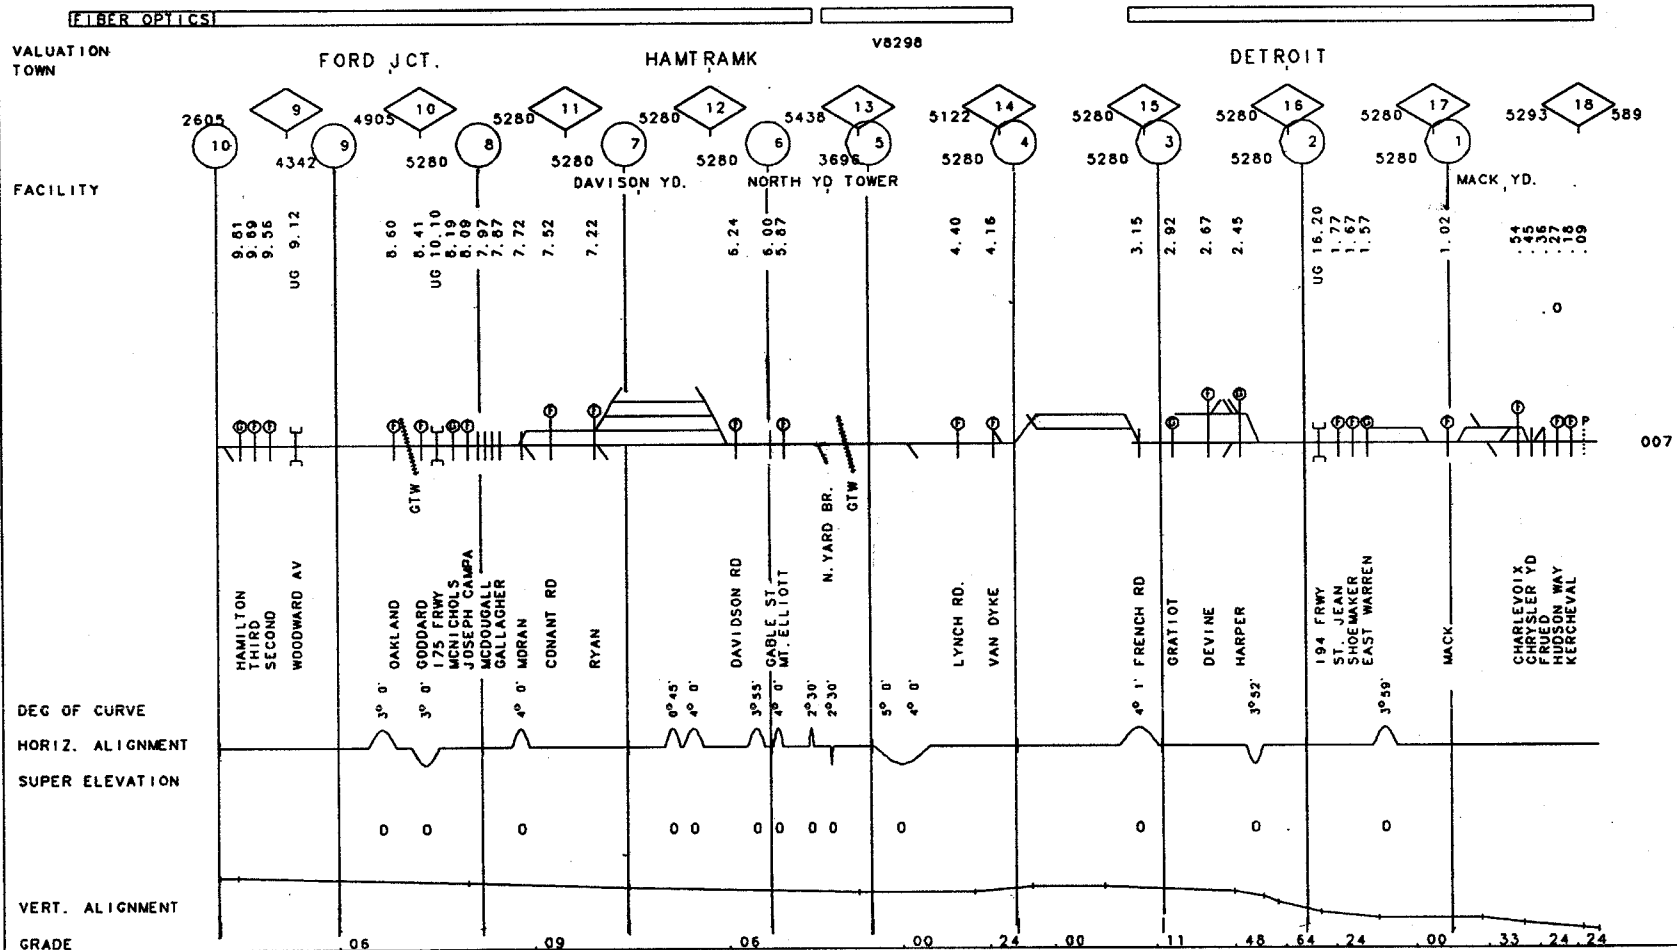 FIBER OPTICS
VALUATION V8298
TOWN FORD JCT. HAMTRAMK DETROIT
9 10 11 12 13 14 15 16 17 18
2605 4905 5280 5280 5438 5122 5280 5280 5280 5293 589
10 9 8 7 6 5 4 3 2 1
4342 5280 5280 5280 3696 5280 5280 5280 5280
FACILITY DAVISON YD. NORTH YD TOWER MACK YD.
9.81
9.69
9.56
UG 9.12
8.60
8.41
UG 10.10
8.19
8.09
7.97
7.87
7.72
7.52
7.22
6.24
6.00
5.87
4.40
4.16
3.15
2.92
2.67
2.45
UG 16.20
1.77
1.67
1.57
1.02
.54
.45
.36
.27
.18
.09
. O
G F F F F G F F F F F F F F G F G F F G F F F F P
007
GTW
N. YARD BR.
GTW
HAMILTON
THIRD
SECOND
WOODWARD AV
OAKLAND
GODDARD
I75 FRWY
MCNICHOLS
JOSEPH CAMPA
MCDOUGALL
GALLAGHER
MORAN
CONANT RD
RYAN
DAVIDSON RD
GABLE ST
MT.ELLIOTT
LYNCH RD.
VAN DYKE
FRENCH RD
GRATIOT
DEVINE
HARPER
I94 FRWY
ST. JEAN
SHOEMAKER
EAST WARREN
MACK
CHARLEVOIX
CHRYSLER YD
FRUED
HUDSON WAY
KERCHEVAL
DEG OF CURVE 3° 0' 3° 0' 4° 0' 0° 45' 4° 0' 3° 55' 4° 0' 2° 30' 2° 30' 5° 0' 4° 0' 4° 1' 3° 52' 3° 59'
HORIZ. ALIGNMENT
SUPER ELEVATION
0 0 0 0 0 0 0 0 0 0 0 0 0
VERT. ALIGNMENT
GRADE .06 .09 .06 .00 .24 .00 .11 .48 .64 .24 .00 .33 .24 .24